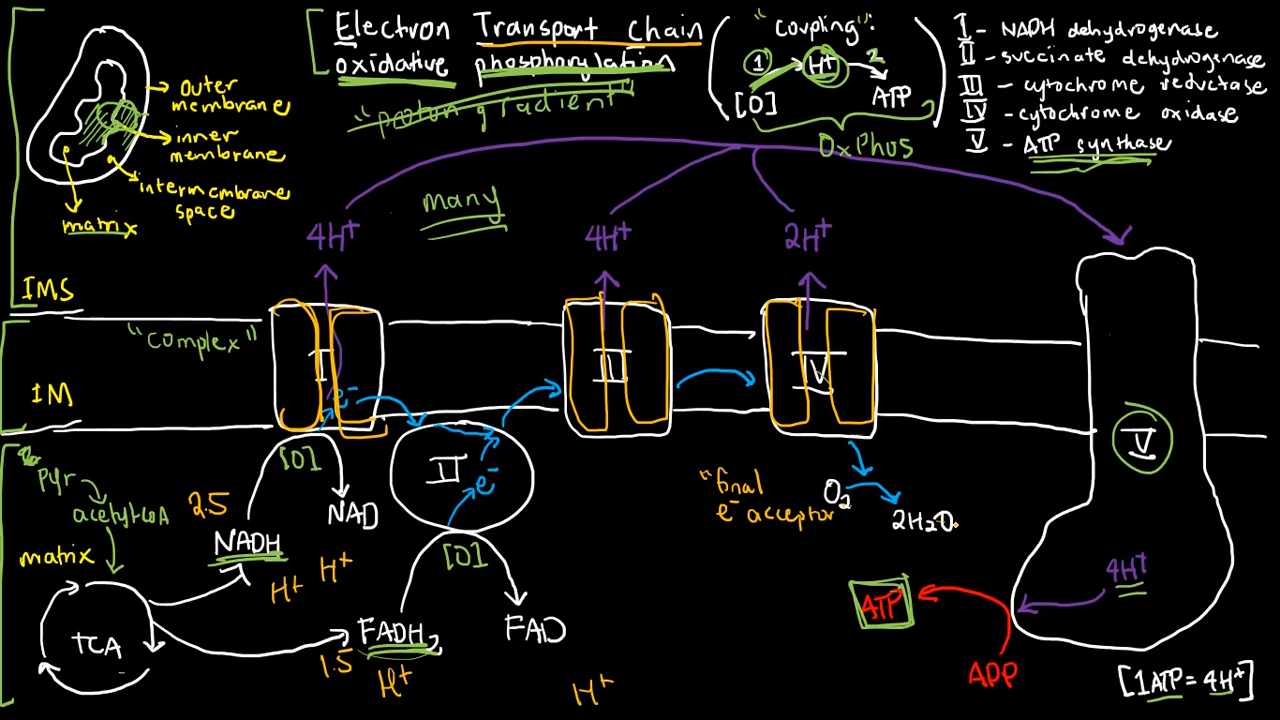 Electron Transport Chain
oxidative phosphorylation
"proton gradient"
"coupling":
1 → H+ 2
[O] ATP
OxPhos
I - NADH dehydrogenase
II - succinate dehydrogenase
III - cytochrome reductase
IV - cytochrome oxidase
V - ATP synthase
outer
membrane
inner
membrane
intermembrane
space
matrix
many
4H+
4H+
2H+
IMS
"complex"
IM
I
e-
III
IV
II
e-
V
pyr
acetyl-CoA
matrix
TCA
2.5
NADH
[O]
NAD
H+ H+
1.5
FADH2
[O]
FAD
H+
H+
"final
e- acceptor
O2
2H2O
4H+
ATP
ADP
[1ATP = 4H+]